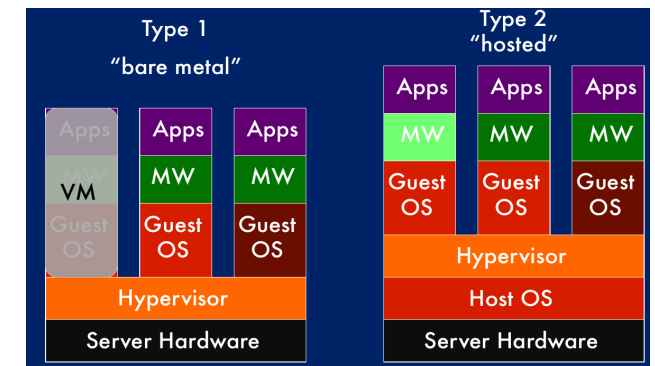 Type 1
“bare metal”
Apps
Apps
Apps
MW
VM
MW
MW
Guest
OS
Guest
OS
Guest
OS
Hypervisor
Server Hardware
Type 2
“hosted”
Apps
Apps
Apps
MW
MW
MW
Guest
OS
Guest
OS
Guest
OS
Hypervisor
Host OS
Server Hardware